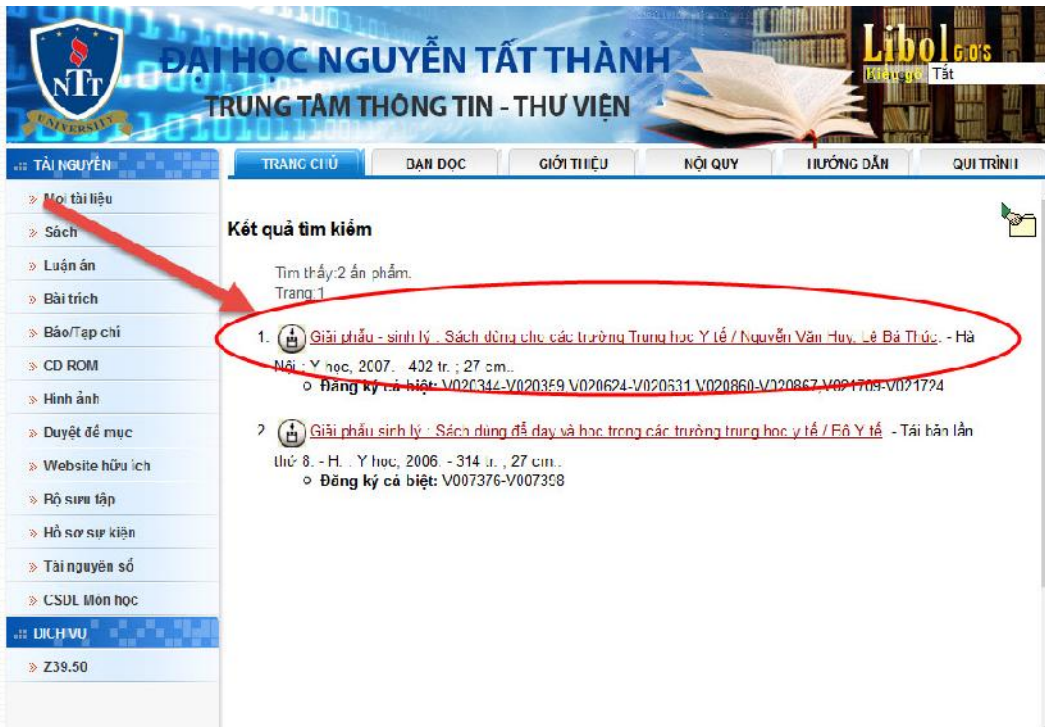 NTT
UNIVERSITY
ĐẠI HỌC NGUYỄN TẤT THÀNH
TRUNG TÂM THÔNG TIN - THƯ VIỆN
Libol 6.0'S
Kiểu gõ Tắt
TÀI NGUYÊN
TRANG CHỦ
BẠN ĐỌC
GIỚI THIỆU
NỘI QUY
HƯỚNG DẪN
QUI TRÌNH
Mọi tài liệu
Sách
Luận án
Bài trích
Báo/Tạp chí
CD ROM
Hình ảnh
Duyệt đề mục
Website hữu ích
Bộ sưu tập
Hồ sơ sự kiện
Tài nguyên số
CSDL Môn học
DỊCH VỤ
Z39.50
Kết quả tìm kiếm
Tìm thấy:2 ấn phẩm.
Trang:1
1. Giải phẫu - sinh lý : Sách dùng cho các trường Trung học Y tế / Nguyễn Văn Huy, Lê Bá Thúc. - Hà
Nội : Y học, 2007. - 402 tr. ; 27 cm..
Đăng ký cá biệt: V020344-V020359,V020624-V020631,V020860-V020867,V021709-V021724
2. Giải phẫu sinh lý : Sách dùng để dạy và học trong các trường trung học y tế / Bộ Y tế. - Tái bản lần
thứ 8. - H. : Y học, 2006. - 314 tr. ; 27 cm..
Đăng ký cá biệt: V007376-V007398